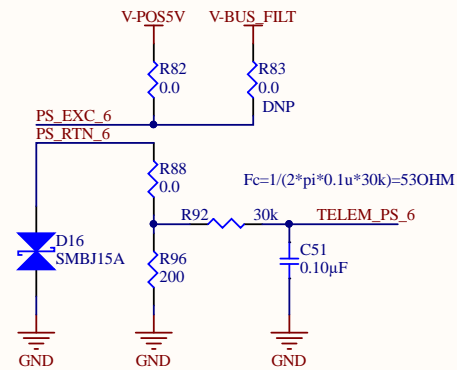 V-POS5V
V-BUS_FILT
R82
0.0
R83
0.0
DNP
PS_EXC_6
PS_RTN_6
R88
0.0
Fc=1/(2*pi*0.1u*30k)=53OHM
R92
30k
TELEM_PS_6
D16
SMBJ15A
R96
200
C51
0.10µF
GND
GND
GND